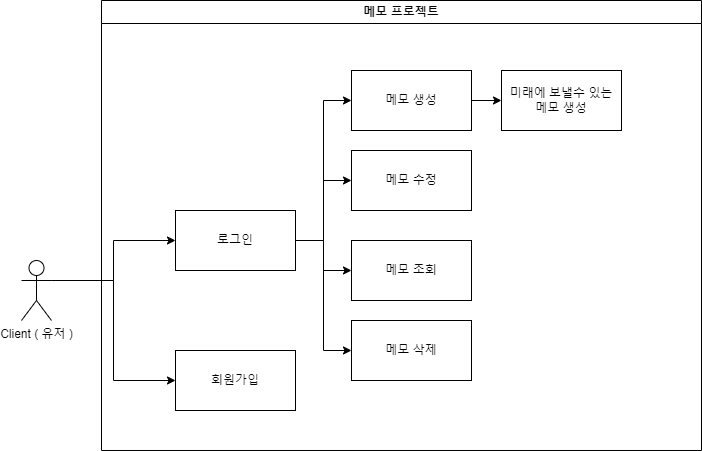 메모 프로젝트
메모 생성
미래에 보낼수 있는
메모 생성
메모 수정
로그인
메모 조회
Client ( 유저 )
메모 삭제
회원가입